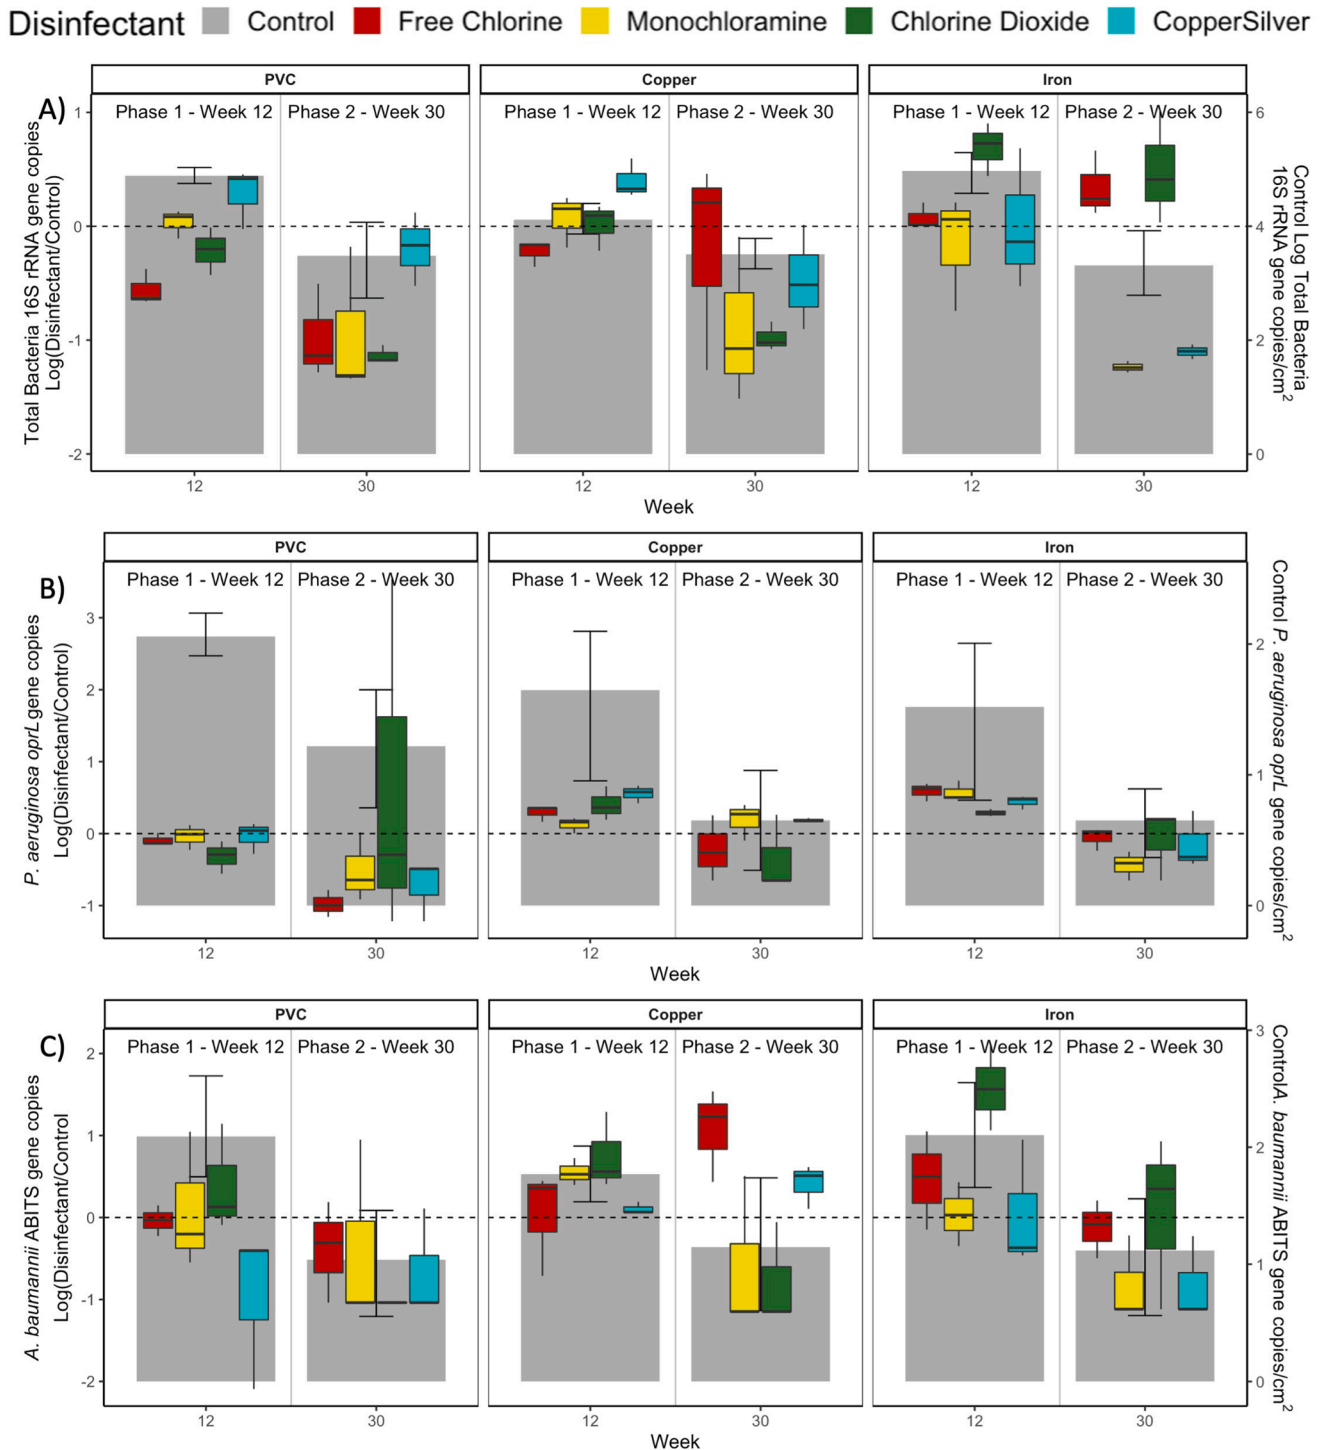 Disinfectant Control Free Chlorine Monochloramine Chlorine Dioxide CopperSilver
A)
Total Bacteria 16S rRNA gene copies
Log(Disinfectant/Control)
PVC Copper Iron
Phase 1 - Week 12 Phase 2 - Week 30 Phase 1 - Week 12 Phase 2 - Week 30 Phase 1 - Week 12 Phase 2 - Week 30
1
0
-1
-2
6
4
2
0
Control Log Total Bacteria
16S rRNA gene copies/cm2
12 30 12 30 12 30
Week
B)
P. aeruginosa oprLgene copies
Log(Disinfectant/Control)
PVC Copper Iron
Phase 1 - Week 12 Phase 2 - Week 30 Phase 1 - Week 12 Phase 2 - Week 30 Phase 1 - Week 12 Phase 2 - Week 30
3
2
1
0
-1
2
1
0
Control P. aeruginosa oprL gene copies/cm2
12 30 12 30 12 30
Week
C)
A. baumannii ABITS gene copies
Log(Disinfectant/Control
PVC Copper Iron
Phase 1 - Week 12 Phase 2 - Week 30 Phase 1 - Week 12 Phase 2 - Week 30 Phase 1 - Week 12 Phase 2 - Week 30
2
1
0
-1
-2
3
2
1
0
ControlA. baumannii ABITS gene copies/cm2
12 30 12 30 12 30
Week